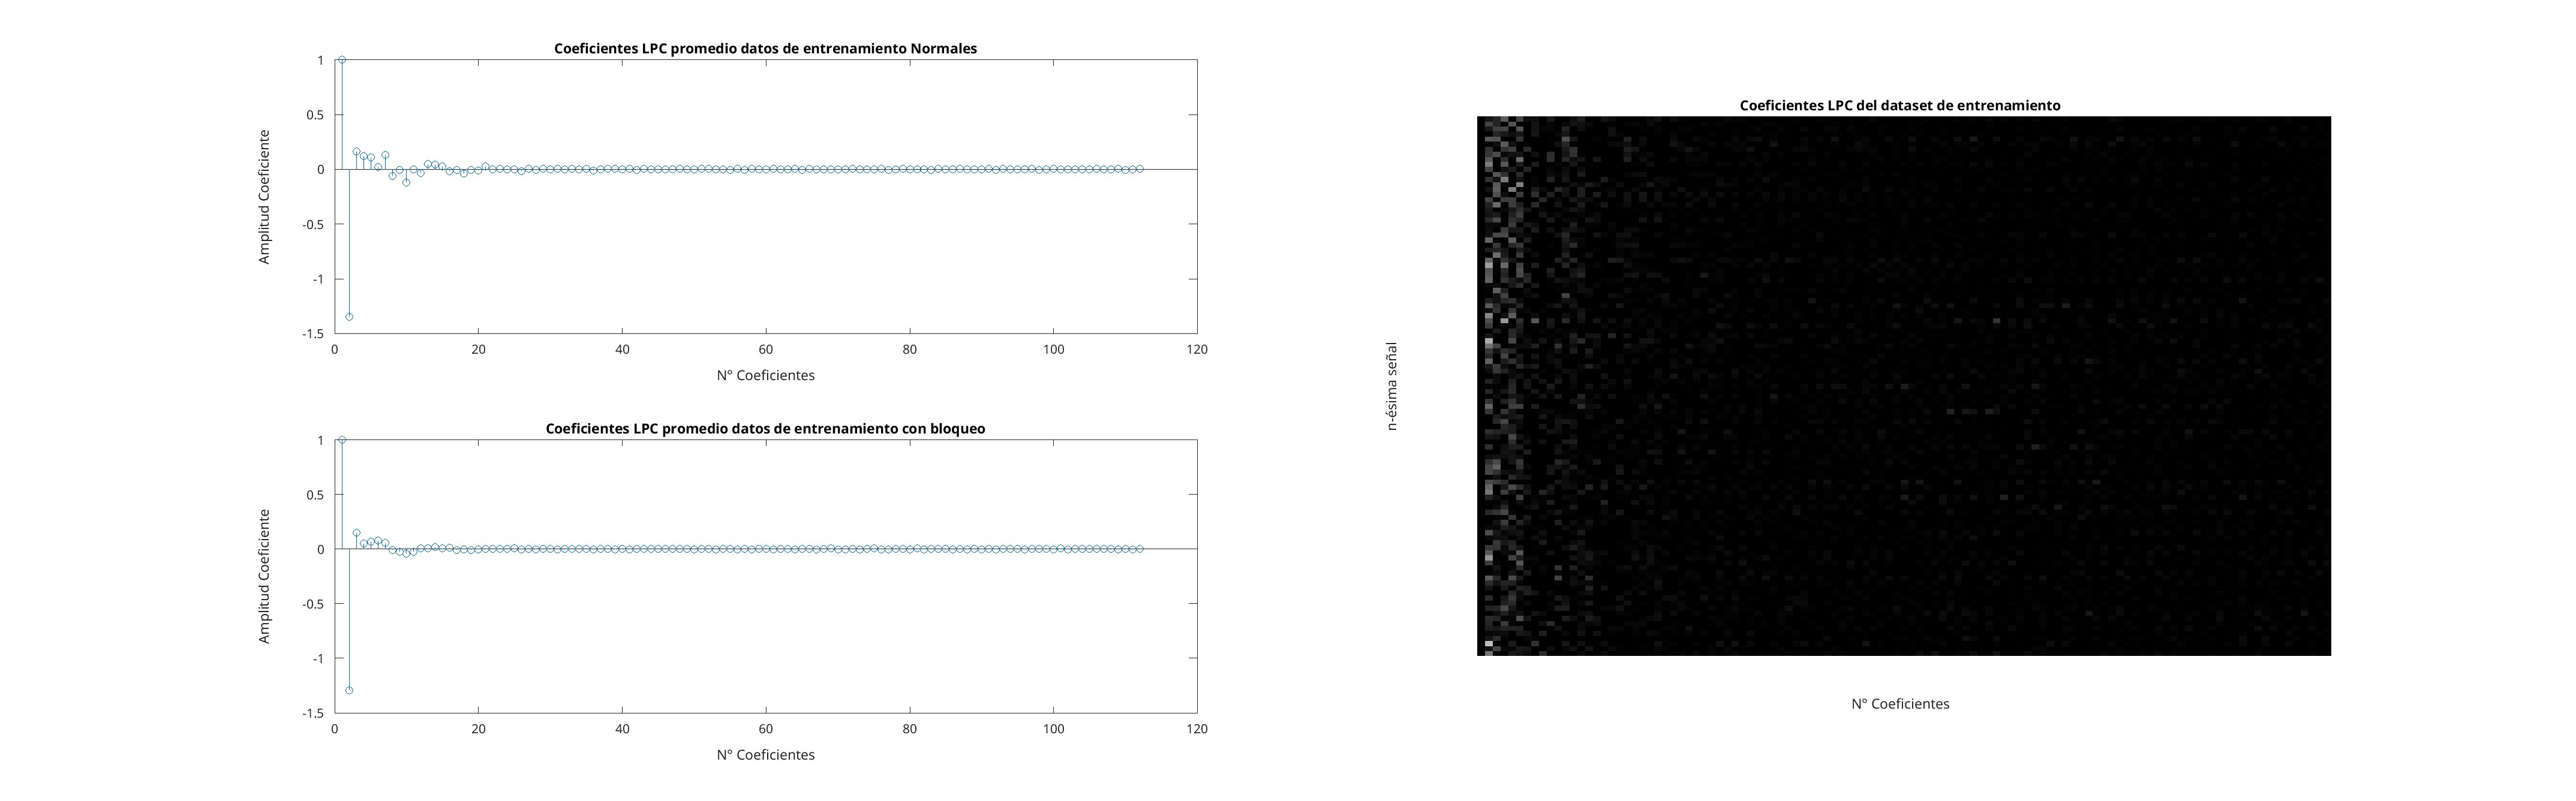 Coeficientes LPC promedio datos de entrenamiento Normales
1
0.5
0
-0.5
-1
-1.5
Amplitud Coeficiente
0 20 40 60 80 100 120
N° Coeficientes
Coeficientes LPC promedio datos de entrenamiento con bloqueo
1
0.5
0
-0.5
-1
-1.5
Amplitud Coeficiente
0 20 40 60 80 100 120
N° Coeficientes
Coeficientes LPC del dataset de entrenamiento
n-ésima señal
N° Coeficientes